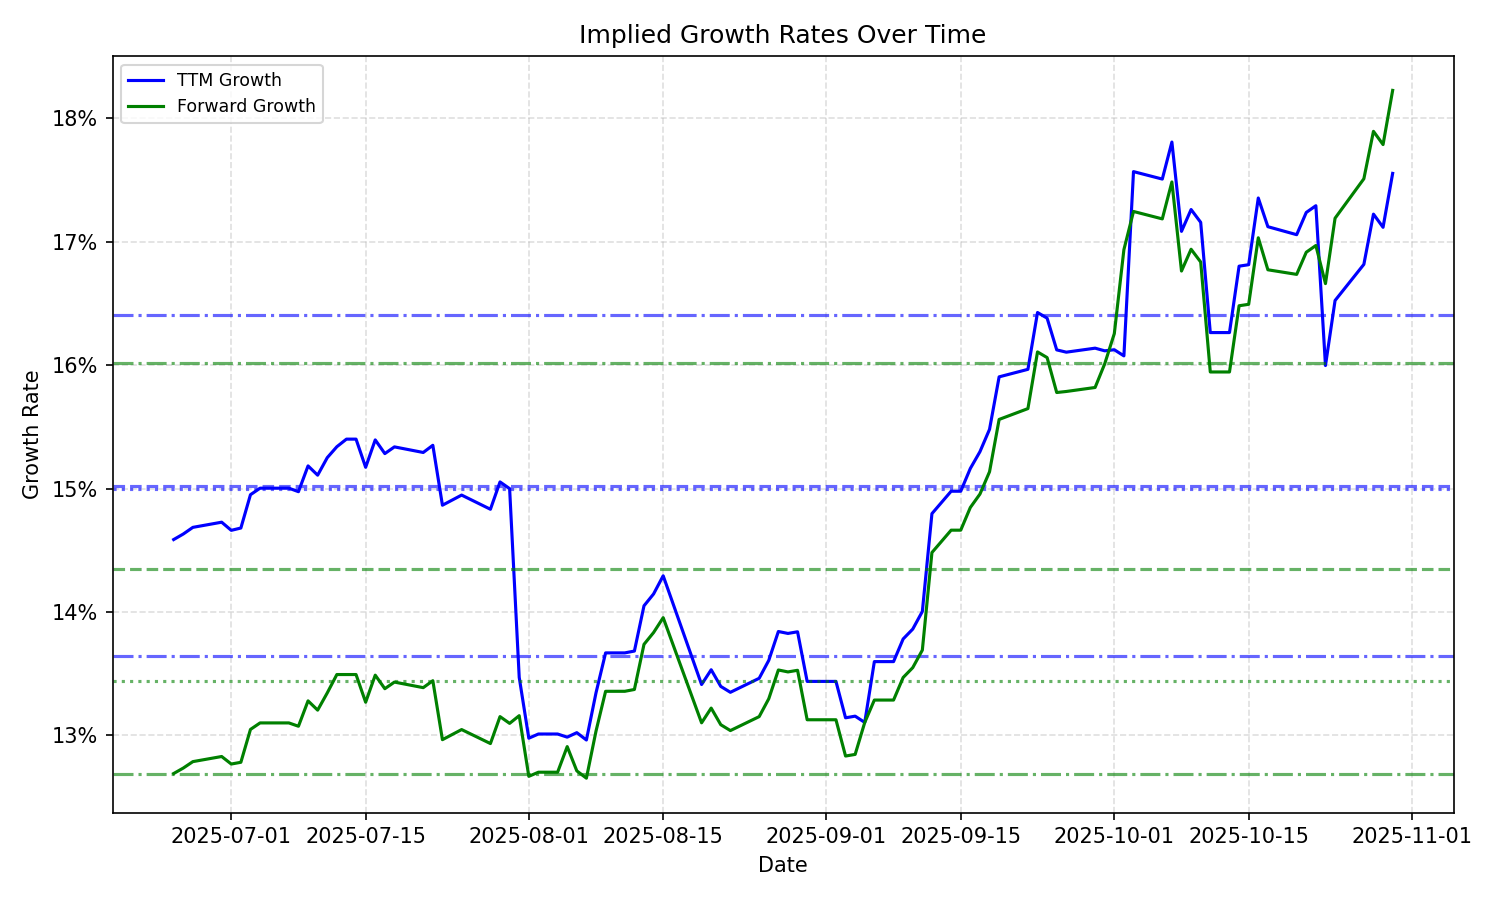 Implied Growth Rates Over Time
TTM Growth
Forward Growth
18%
17%
16%
15%
14%
13%
Growth Rate
2025-07-01 2025-07-15 2025-08-01 2025-08-15 2025-09-01 2025-09-15 2025-10-01 2025-10-15 2025-11-01
Date